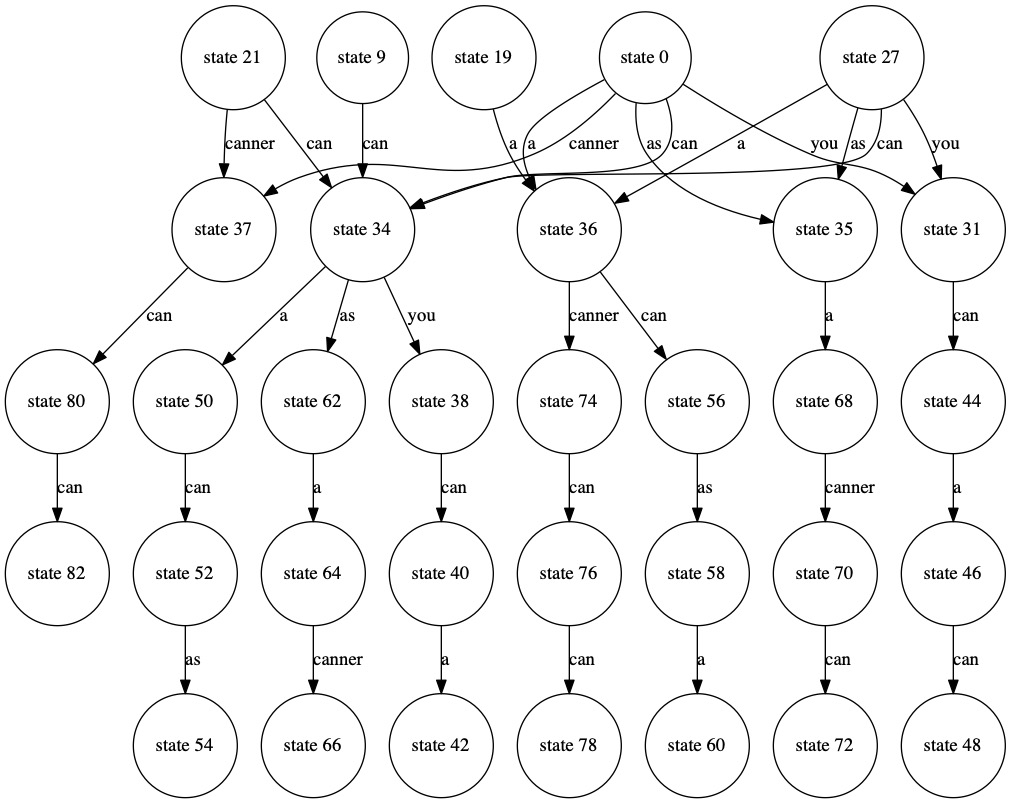 state 21 state 9 state 19 state 0 state 27
canner can can a a canner as can a you as can you
state 37 state 34 state 36 state 35 state 31
can a as you canner can a can
state 80 state 50 state 62 state 38 state 74 state 56 state 68 state 44
can can a can can as canner a
state 82 state 52 state 64 state 40 state 76 state 58 state 70 state 46
as canner a can a can can
state 54 state 66 state 42 state 78 state 60 state 72 state 48